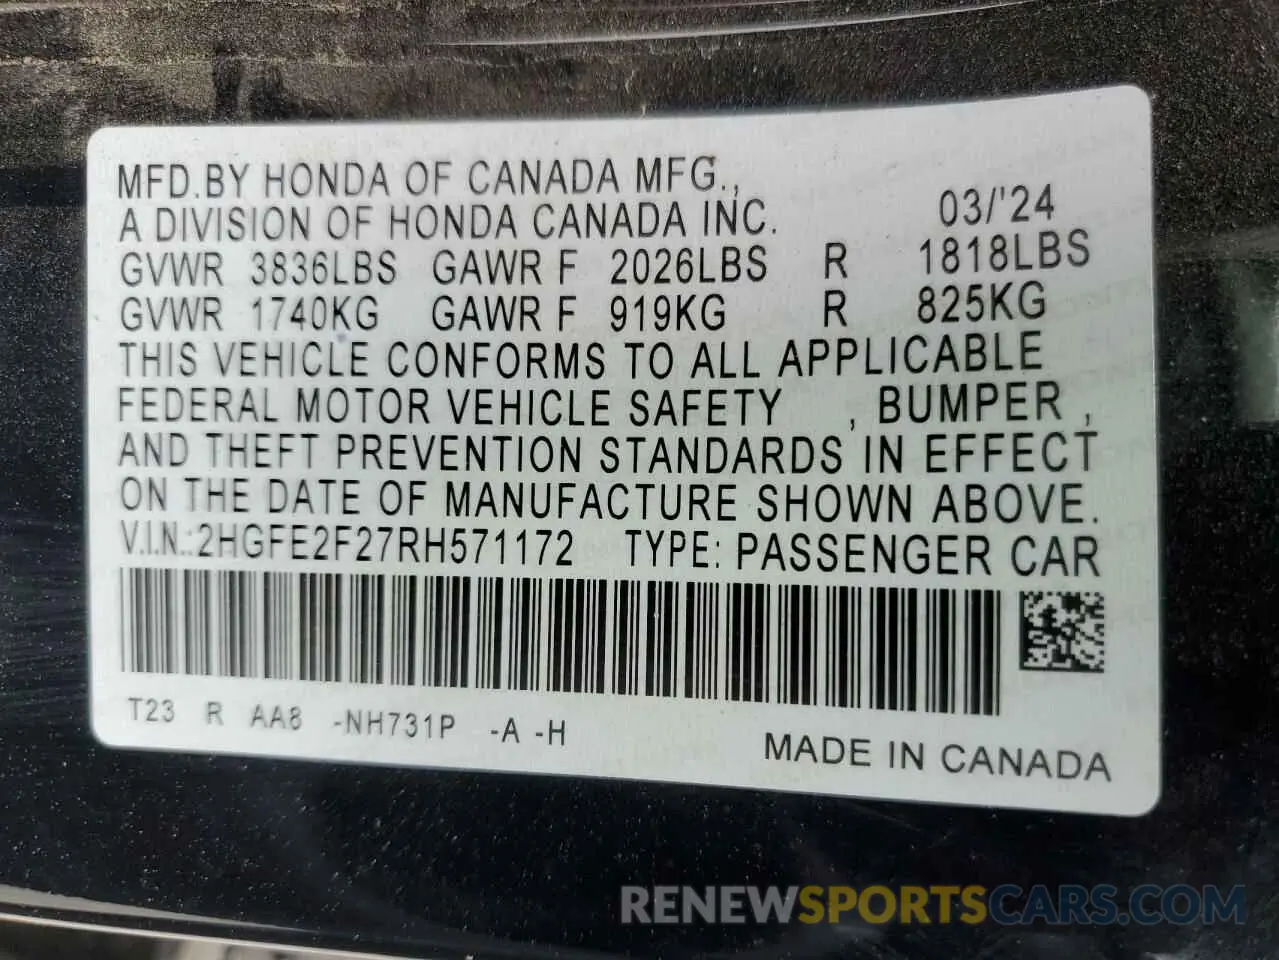 MFD.BY HONDA OF CANADA MFG.,
A DIVISION OF HONDA CANADA INC. 03/'24
GVWR 3836LBS GAWR F 2026LBS R 1818LBS
GVWR 1740KG GAWR F 919KG R 825KG
THIS VEHICLE CONFORMS TO ALL APPLICABLE
FEDERAL MOTOR VEHICLE SAFETY , BUMPER ,
AND THEFT PREVENTION STANDARDS IN EFFECT
ON THE DATE OF MANUFACTURE SHOWN ABOVE.
V.I.N.:2HGFE2F27RH571172 TYPE: PASSENGER CAR
T23 R AA8 -NH731P -A -H
MADE IN CANADA
RENEWSPORTSCARS.COM